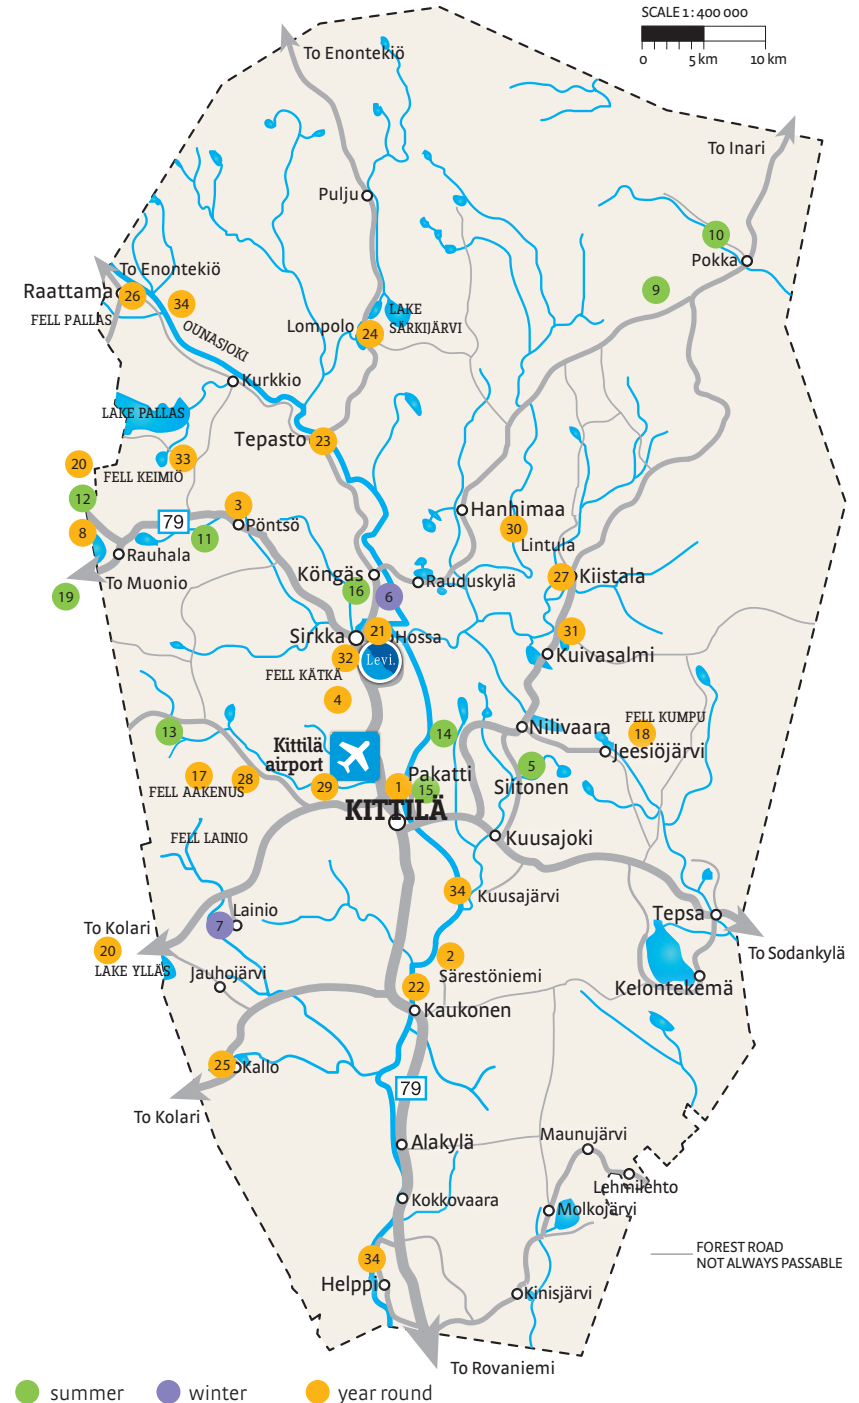 SCALE 1 : 400 000
0 5 km 10 km
To Enontekiö
To Inari
Pulju
10
Pokka
To Enontekiö
9
Raattama
26
34
FELL PALLAS
OUNASJOKI
LAKE
SÄRKIJÄRVI
Lompolo
24
Kurkkio
LAKE PALLAS
Tepasto
23
20
33
FELL KEIMIÖ
12
3
79
Pöntsö
Hanhimaa
8
11
30
Lintula
Rauhala
To Muonio
Köngäs
Rauduskylä
27
Kiistala
19
16
6
Sirkka
21
Hossa
31
32
Levi.
Kuivasalmi
FELL KÄTKÄ
4
FELL KUMPU
13
14
Nilivaara
18
Kittilä
airport
Jeesiöjärvi
17
28
29
1
Pakatti
15
5
Siitonen
FELL AAKENUS
KITTILÄ
FELL LAINIO
Kuusajoki
34
Kuusajärvi
Lainio
7
Tepsa
To Kolari
20
LAKE YLLÄS
2
To Sodankylä
Jauhojärvi
Särestöniemi
22
Kelontekemä
Kaukonen
25
Kallo
79
To Kolari
Alakylä
Maunujärvi
Lehmilehto
Kokkovaara
Molkojärvi
34
FOREST ROAD
NOT ALWAYS PASSABLE
Helppi
Kinisjärvi
To Rovaniemi
summer winter year round